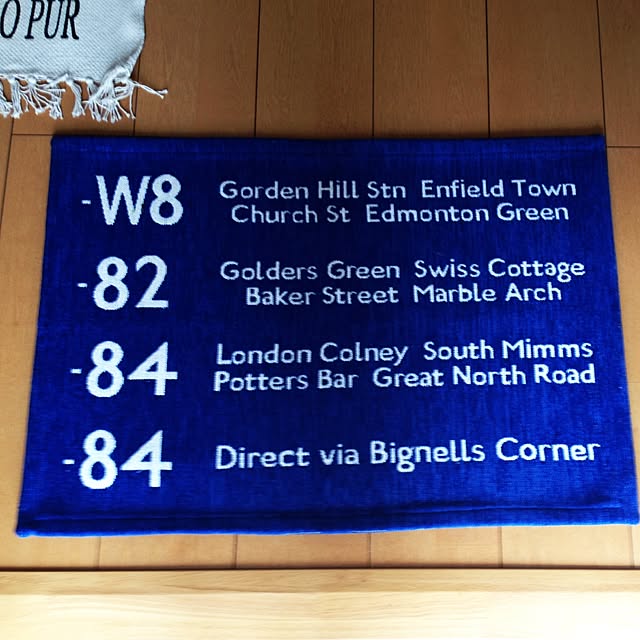 O PUR
-W8 Gorden Hill Stn Enfield Town
Church St Edmonton Green
-82 Golders Green Swiss Cottage
Baker Street Marble Arch
-84 London Colney South Mimms
Potters Bar Great North Road
-84 Direct via Bignells Corner